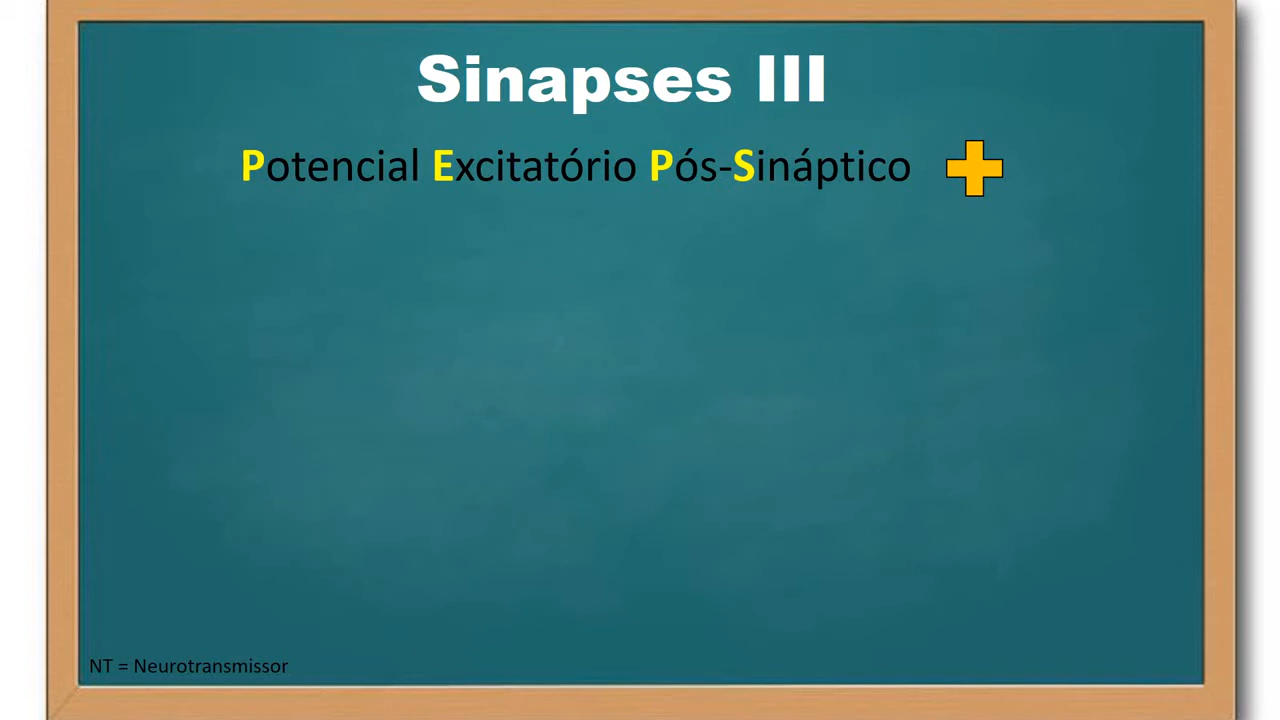 Sinapses III
Potencial Excitatório Pós-Sináptico
NT = Neurotransmissor